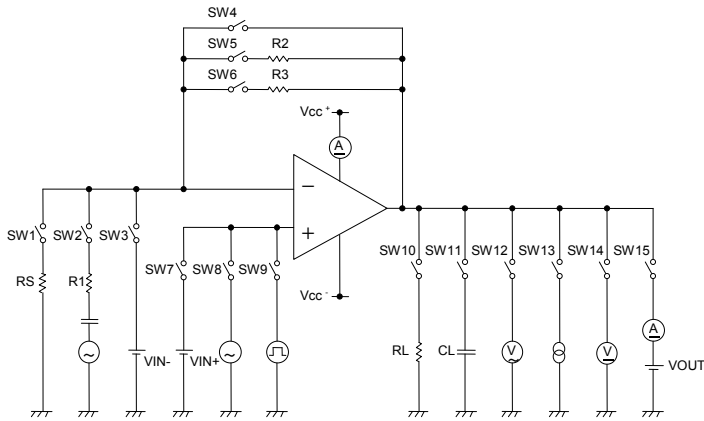 SW4
SW5 R2
SW6 R3
Vcc+
A
−
+
SW1 SW2 SW3
SW7 SW8 SW9
SW10 SW11 SW12 SW13 SW14 SW15
Vcc-
RS R1
VIN- VIN+
RL CL V V
A
VOUT